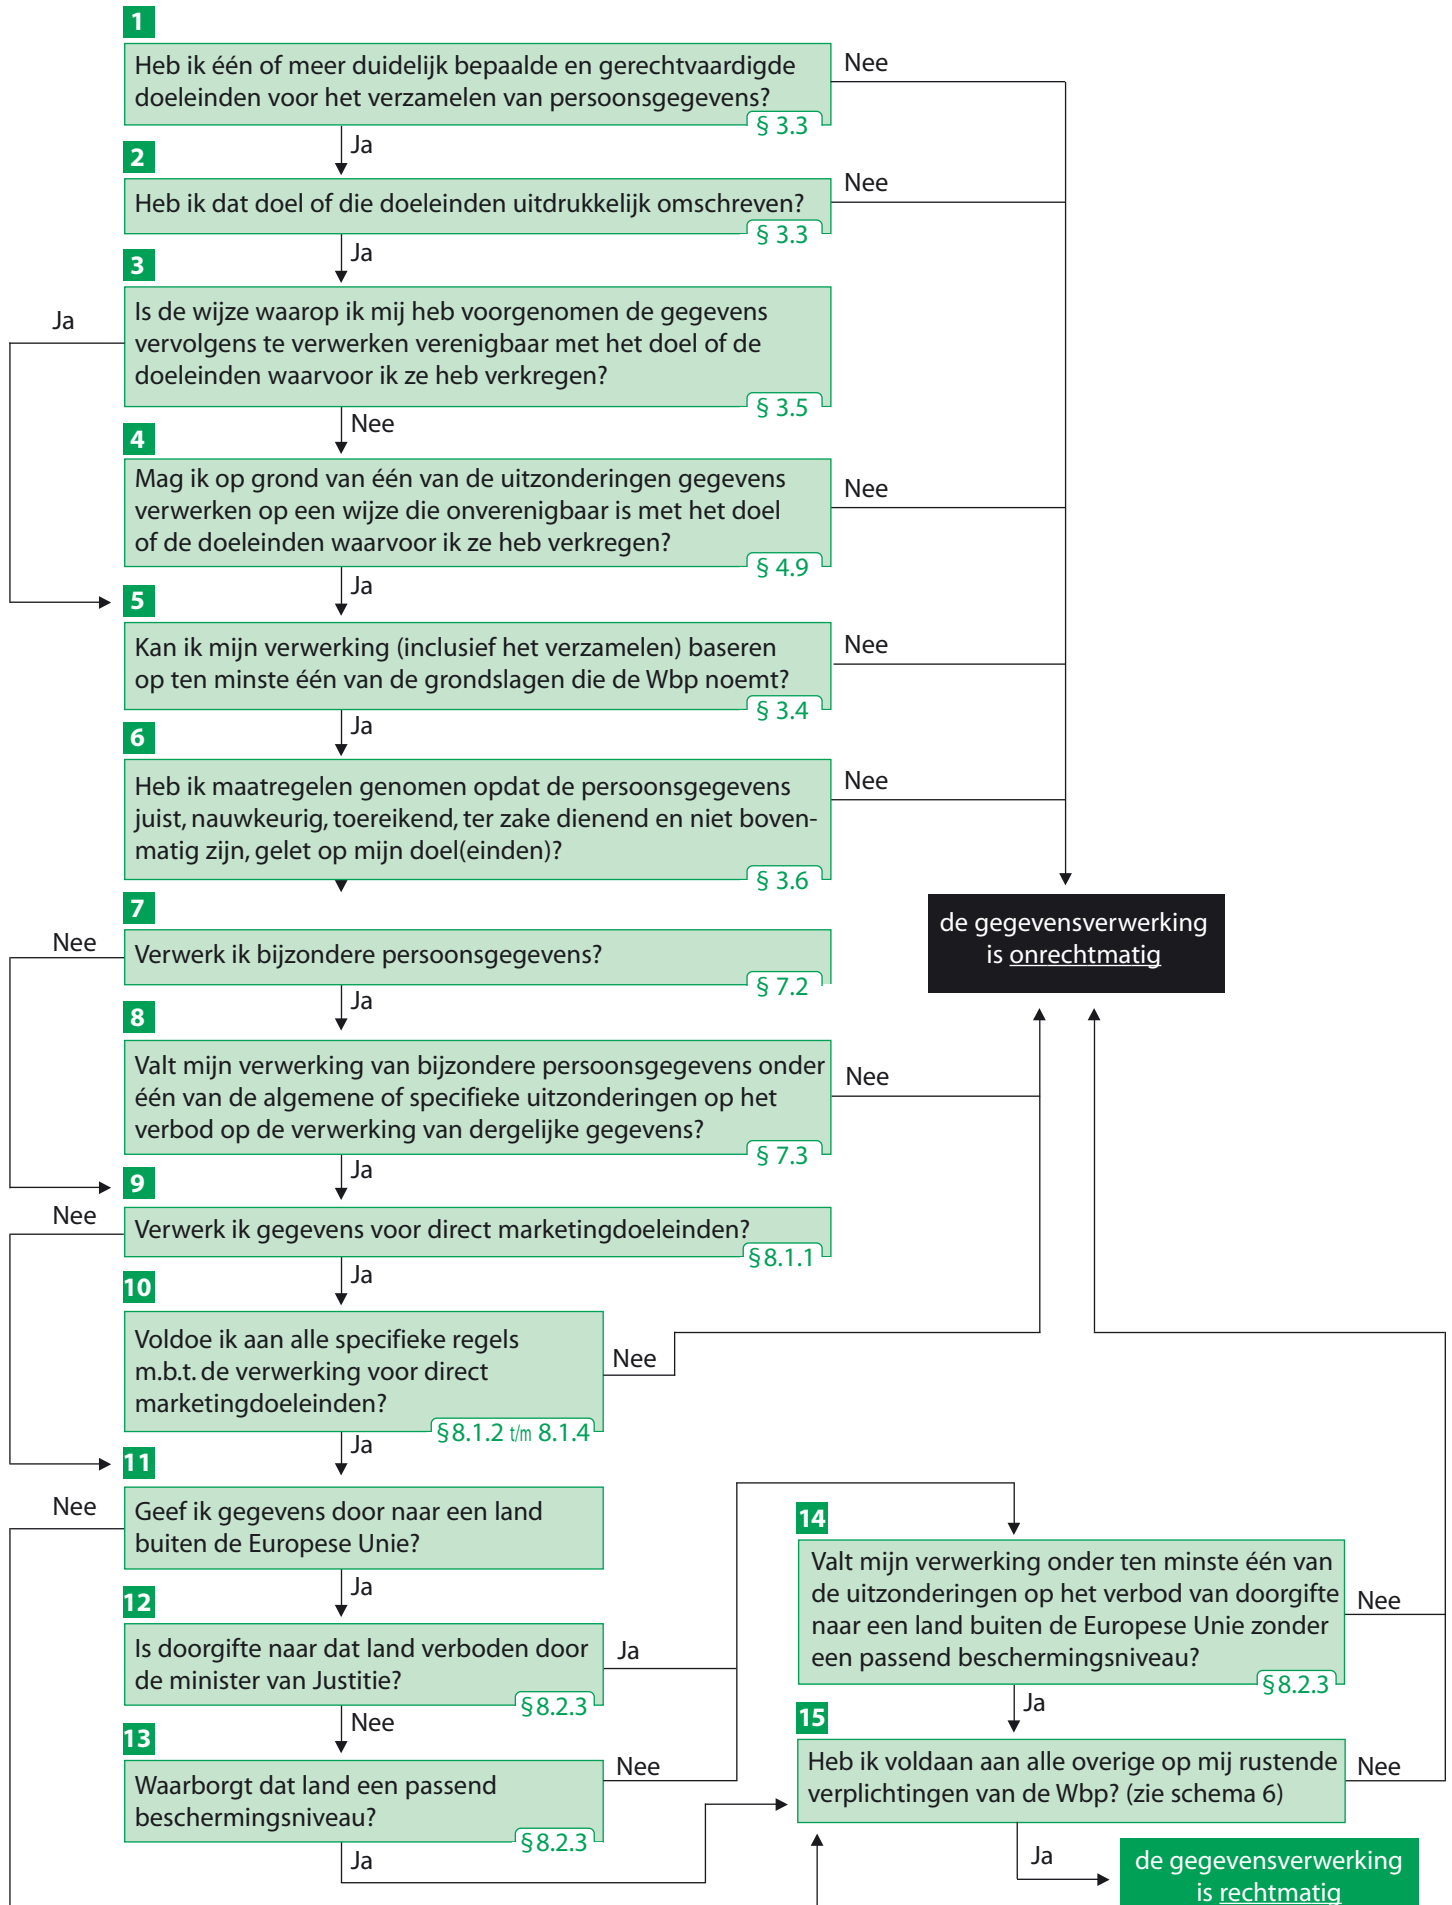 1
Heb ik één of meer duidelijk bepaalde en gerechtvaardigde
doeleinden voor het verzamelen van persoonsgegevens?
§ 3.3
Nee
Ja
2
Heb ik dat doel of die doeleinden uitdrukkelijk omschreven?
§ 3.3
Nee
Ja
3
Is de wijze waarop ik mij heb voorgenomen de gegevens
vervolgens te verwerken verenigbaar met het doel of de
doeleinden waarvoor ik ze heb verkregen?
§ 3.5
Ja
Nee
4
Mag ik op grond van één van de uitzonderingen gegevens
verwerken op een wijze die onverenigbaar is met het doel
of de doeleinden waarvoor ik ze heb verkregen?
§ 4.9
Nee
Ja
5
Kan ik mijn verwerking (inclusief het verzamelen) baseren
op ten minste één van de grondslagen die de Wbp noemt?
§ 3.4
Nee
Ja
6
Heb ik maatregelen genomen opdat de persoonsgegevens
juist, nauwkeurig, toereikend, ter zake dienend en niet boven-
matig zijn, gelet op mijn doel(einden)?
§ 3.6
Nee
de gegevensverwerking
is onrechtmatig
7
Verwerk ik bijzondere persoonsgegevens?
§ 7.2
Nee
Ja
8
Valt mijn verwerking van bijzondere persoonsgegevens onder
één van de algemene of specifieke uitzonderingen op het
verbod op de verwerking van dergelijke gegevens?
§ 7.3
Nee
Ja
9
Verwerk ik gegevens voor direct marketingdoeleinden?
§ 8.1.1
Nee
Ja
10
Voldoe ik aan alle specifieke regels
m.b.t. de verwerking voor direct
marketingdoeleinden?
§ 8.1.2 t/m 8.1.4
Nee
Ja
11
Geef ik gegevens door naar een land
buiten de Europese Unie?
Nee
Ja
12
Is doorgifte naar dat land verboden door
de minister van Justitie?
§ 8.2.3
Ja
Nee
13
Waarborgt dat land een passend
beschermingsniveau?
§ 8.2.3
Nee
Ja
14
Valt mijn verwerking onder ten minste één van
de uitzonderingen op het verbod van doorgifte
naar een land buiten de Europese Unie zonder
een passend beschermingsniveau?
§ 8.2.3
Nee
Ja
15
Heb ik voldaan aan alle overige op mij rustende
verplichtingen van de Wbp? (zie schema 6)
Nee
Ja
de gegevensverwerking
is rechtmatig